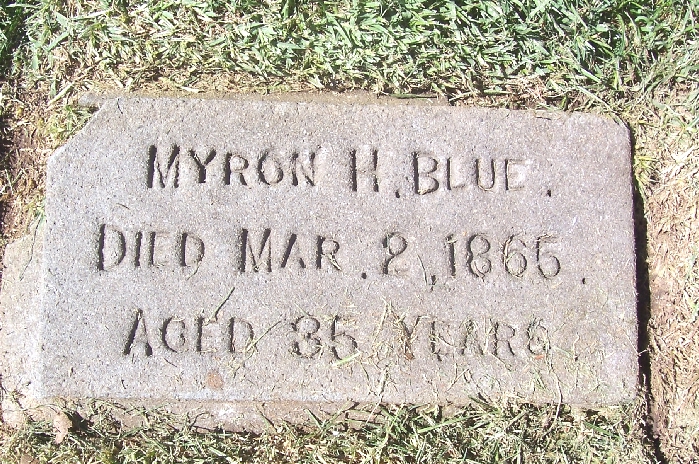 MYRON H. BLUE.
DIED MAR. 2, 1865.
AGED 35 YEARS.